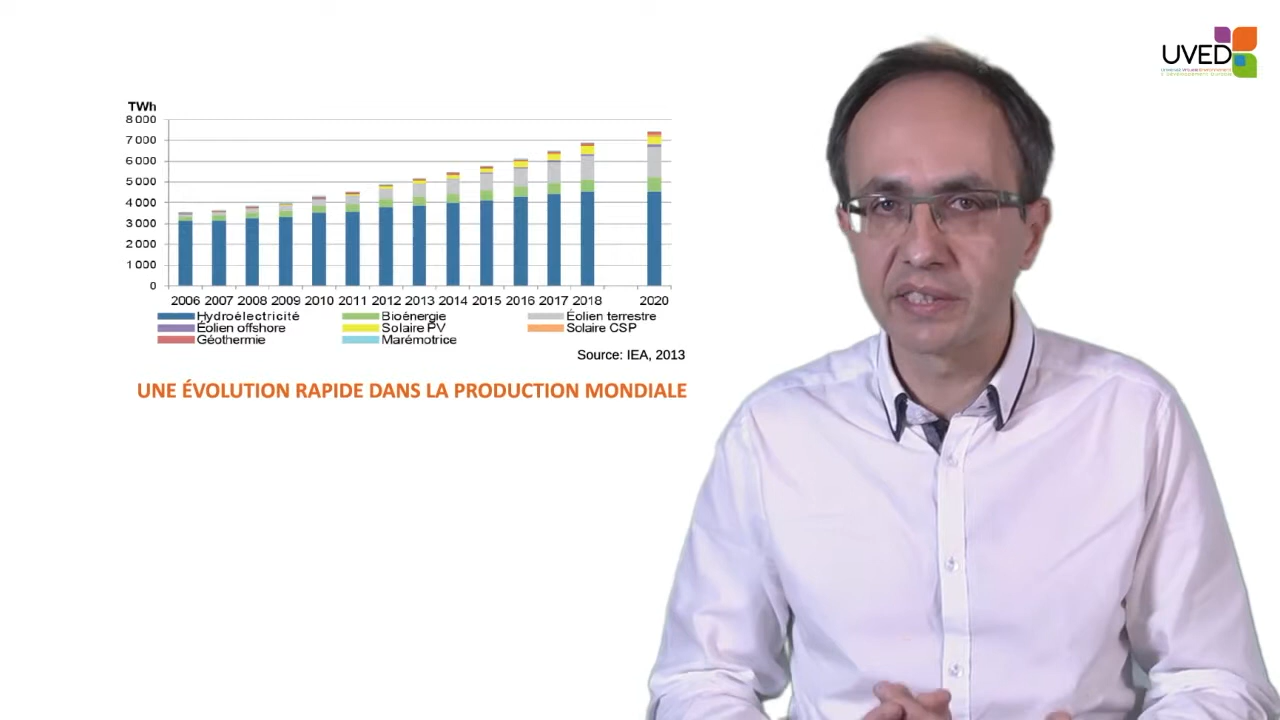 UVED
TWh
8 000
7 000
6 000
5 000
4 000
3 000
2 000
1 000
0
2006 2007 2008 2009 2010 2011 2012 2013 2014 2015 2016 2017 2018 2020
Hydroélectricité Bioénergie Éolien terrestre
Éolien offshore Solaire PV Solaire CSP
Géothermie Marémotrice
Source: IEA, 2013
UNE ÉVOLUTION RAPIDE DANS LA PRODUCTION MONDIALE